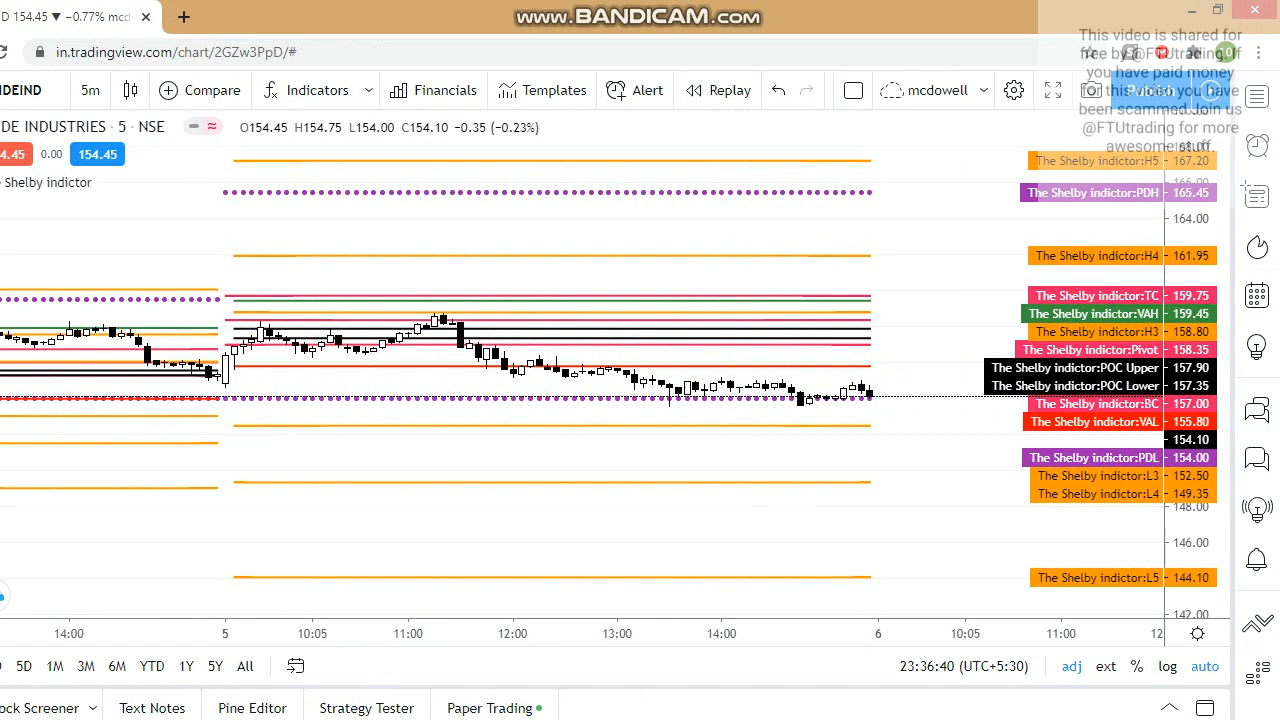 www.BANDICAM.com
D 154.45 ▼ −0.77% mcd
in.tradingview.com/chart/2GZw3PpD/#
This video is shared for
free by @FTUtrading. If
you have paid money
for this video you have
been scammed. Join us
@FTUtrading for more
awesome stuff.
DEIND 5m Compare Indicators Financials Templates Alert Replay mcdowell Publish
DE INDUSTRIES · 5 · NSE O154.45 H154.75 L154.00 C154.10 −0.35 (−0.23%)
4.45 0.00 154.45
The Shelby indictor
168.00
The Shelby indictor:H5 167.20
166.00
The Shelby indictor:PDH 165.45
164.00
The Shelby indictor:H4 161.95
The Shelby indictor:TC 159.75
The Shelby indictor:VAH 159.45
The Shelby indictor:H3 158.80
The Shelby indictor:Pivot 158.35
The Shelby indictor:POC Upper 157.90
The Shelby indictor:POC Lower 157.35
The Shelby indictor:BC 157.00
The Shelby indictor:VAL 155.80
154.10
The Shelby indictor:PDL 154.00
The Shelby indictor:L3 152.50
The Shelby indictor:L4 149.35
148.00
146.00
The Shelby indictor:L5 144.10
142.00
14:00 5 10:05 11:00 12:00 13:00 14:00 6 10:05 11:00 12
5D 1M 3M 6M YTD 1Y 5Y All 23:36:40 (UTC+5:30) adj ext % log auto
ock Screener Text Notes Pine Editor Strategy Tester Paper Trading